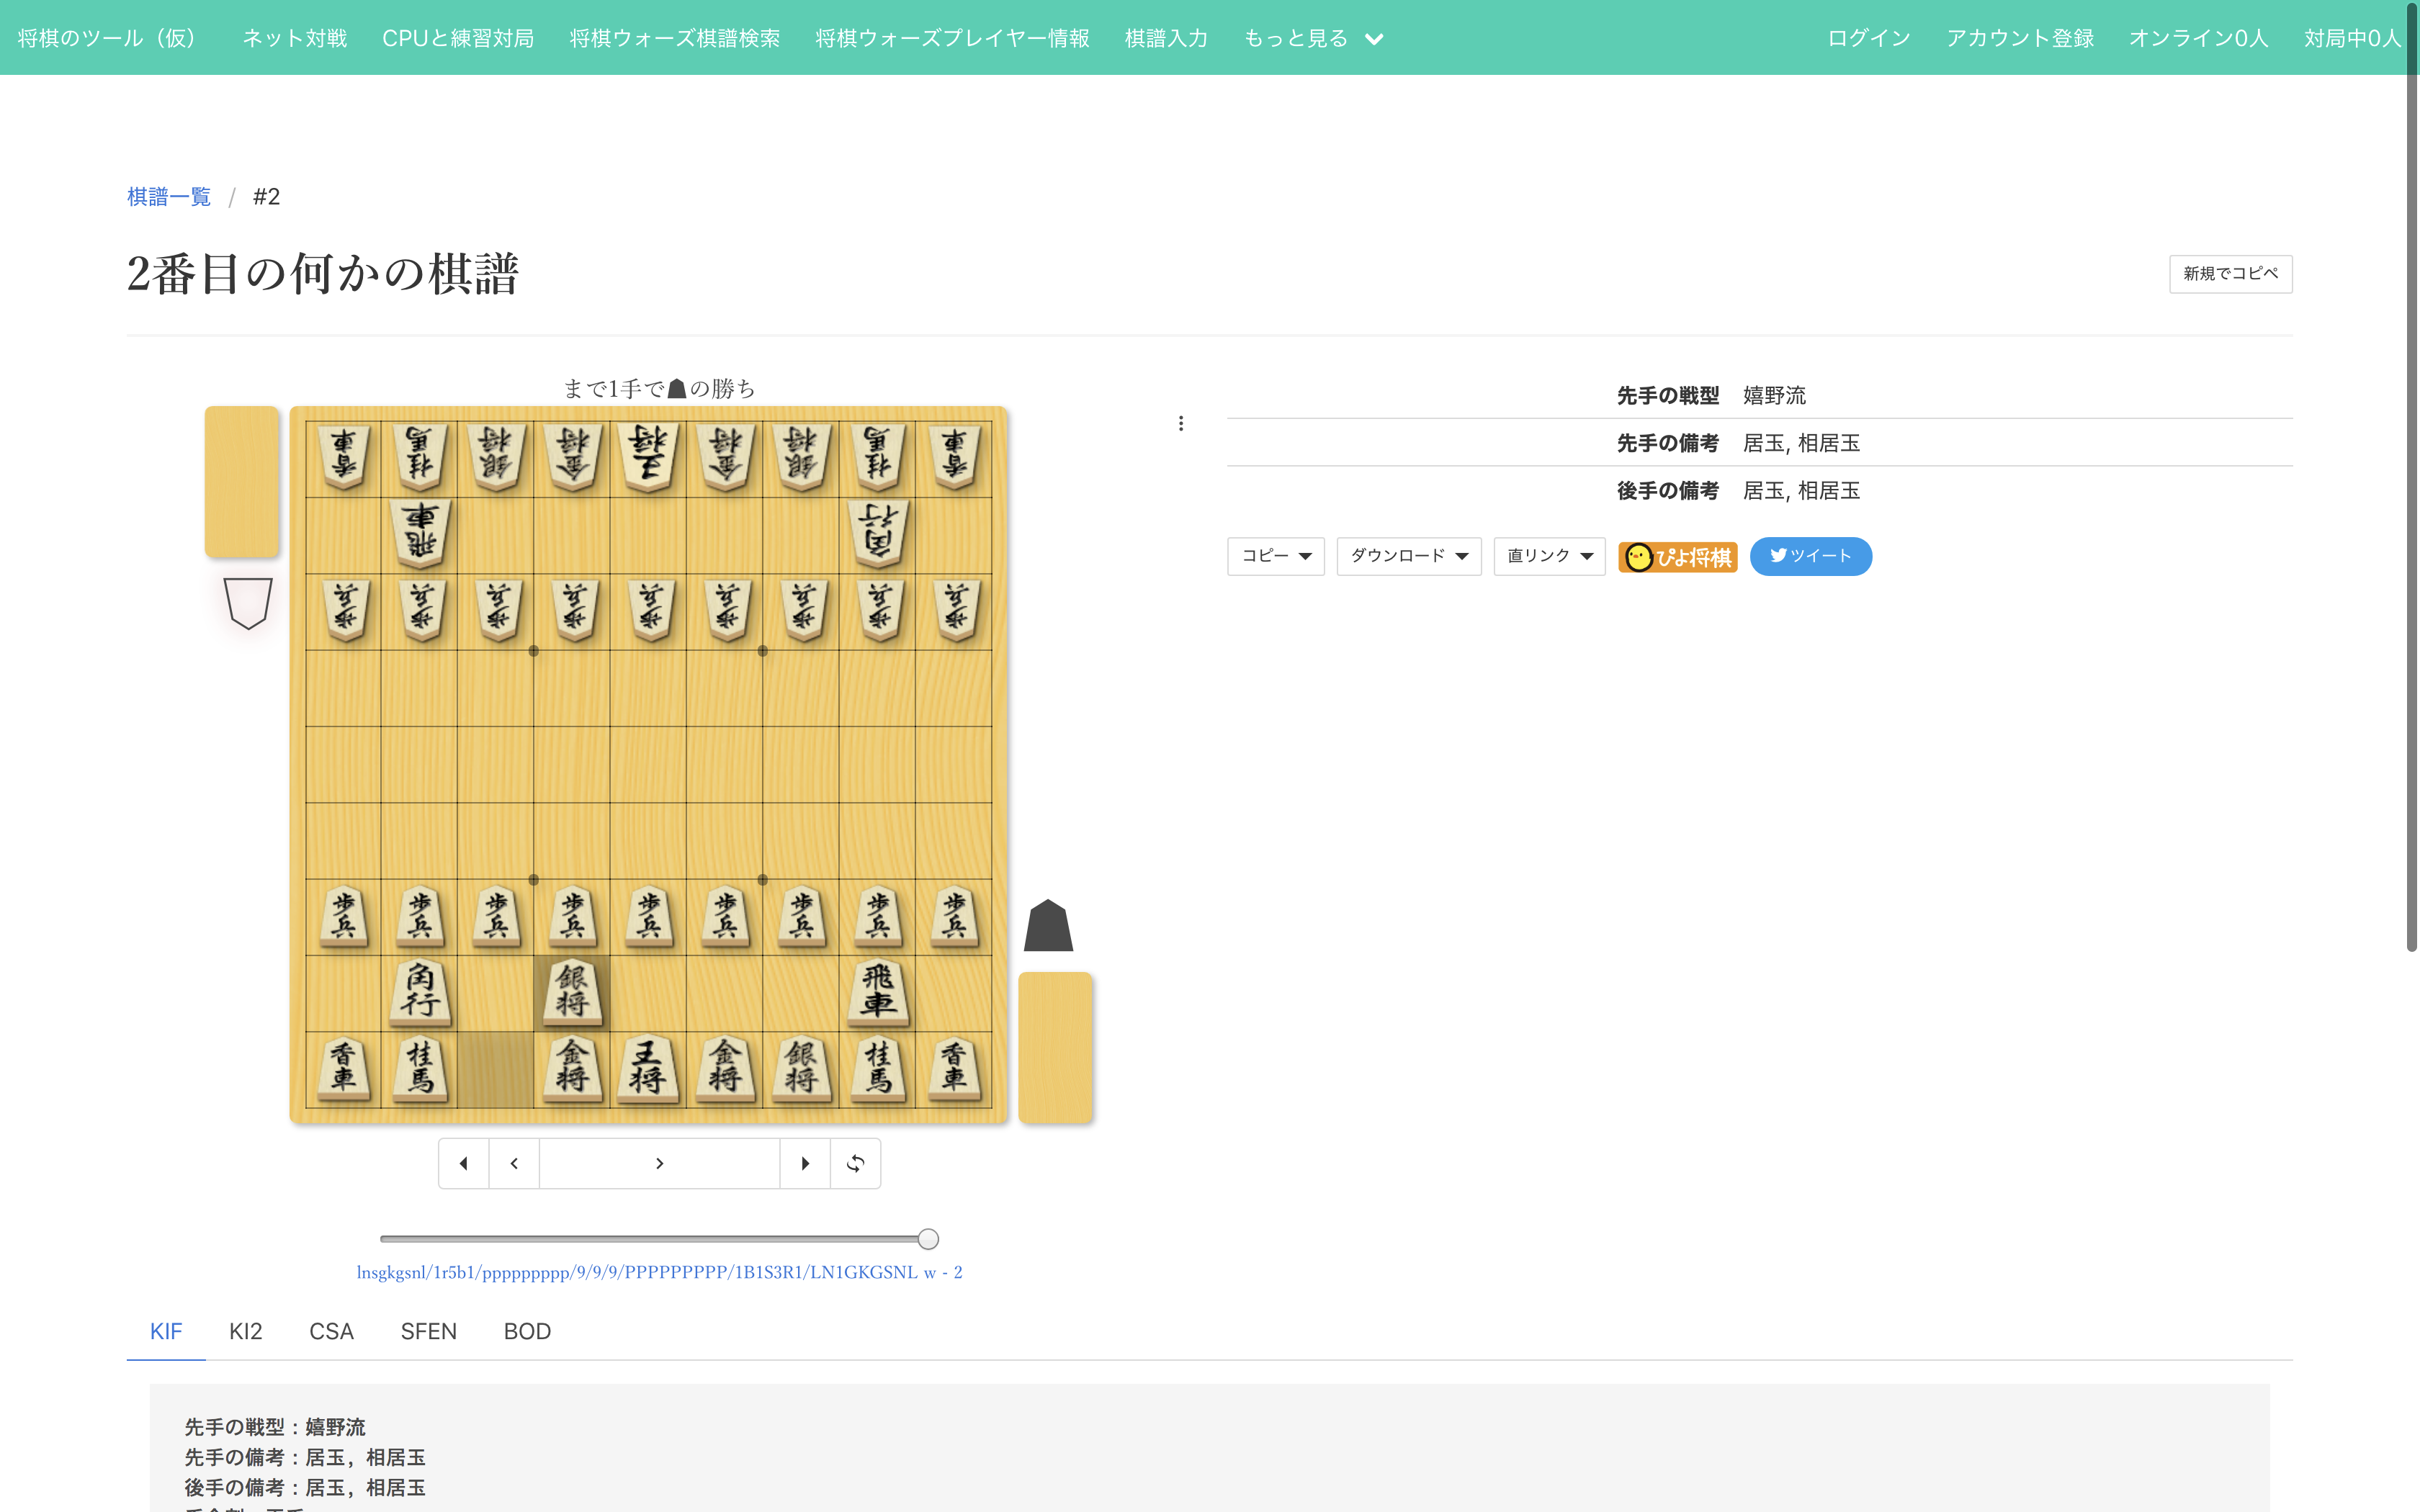 将棋のツール（仮） ネット対戦 CPUと練習対局 将棋ウォーズ棋譜検索 将棋ウォーズプレイヤー情報 棋譜入力 もっと見る ログイン アカウント登録 オンライン0人 対局中0人
棋譜一覧 / #2
2番目の何かの棋譜
新規でコピペ
まで1手で☗の勝ち
香車 桂馬 銀将 金将 王将 金将 銀将 桂馬 香車
飛車 角行
歩兵 歩兵 歩兵 歩兵 歩兵 歩兵 歩兵 歩兵 歩兵
歩兵 歩兵 歩兵 歩兵 歩兵 歩兵 歩兵 歩兵 歩兵
角行 銀将 飛車
香車 桂馬 金将 王将 金将 銀将 桂馬 香車
lnsgkgsnl/1r5b1/ppppppppp/9/9/9/PPPPPPPPP/1B1S3R1/LN1GKGSNL w - 2
先手の戦型 嬉野流
先手の備考 居玉, 相居玉
後手の備考 居玉, 相居玉
コピー ダウンロード 直リンク ぴよ将棋 ツイート
KIF KI2 CSA SFEN BOD
先手の戦型：嬉野流
先手の備考：居玉, 相居玉
後手の備考：居玉, 相居玉